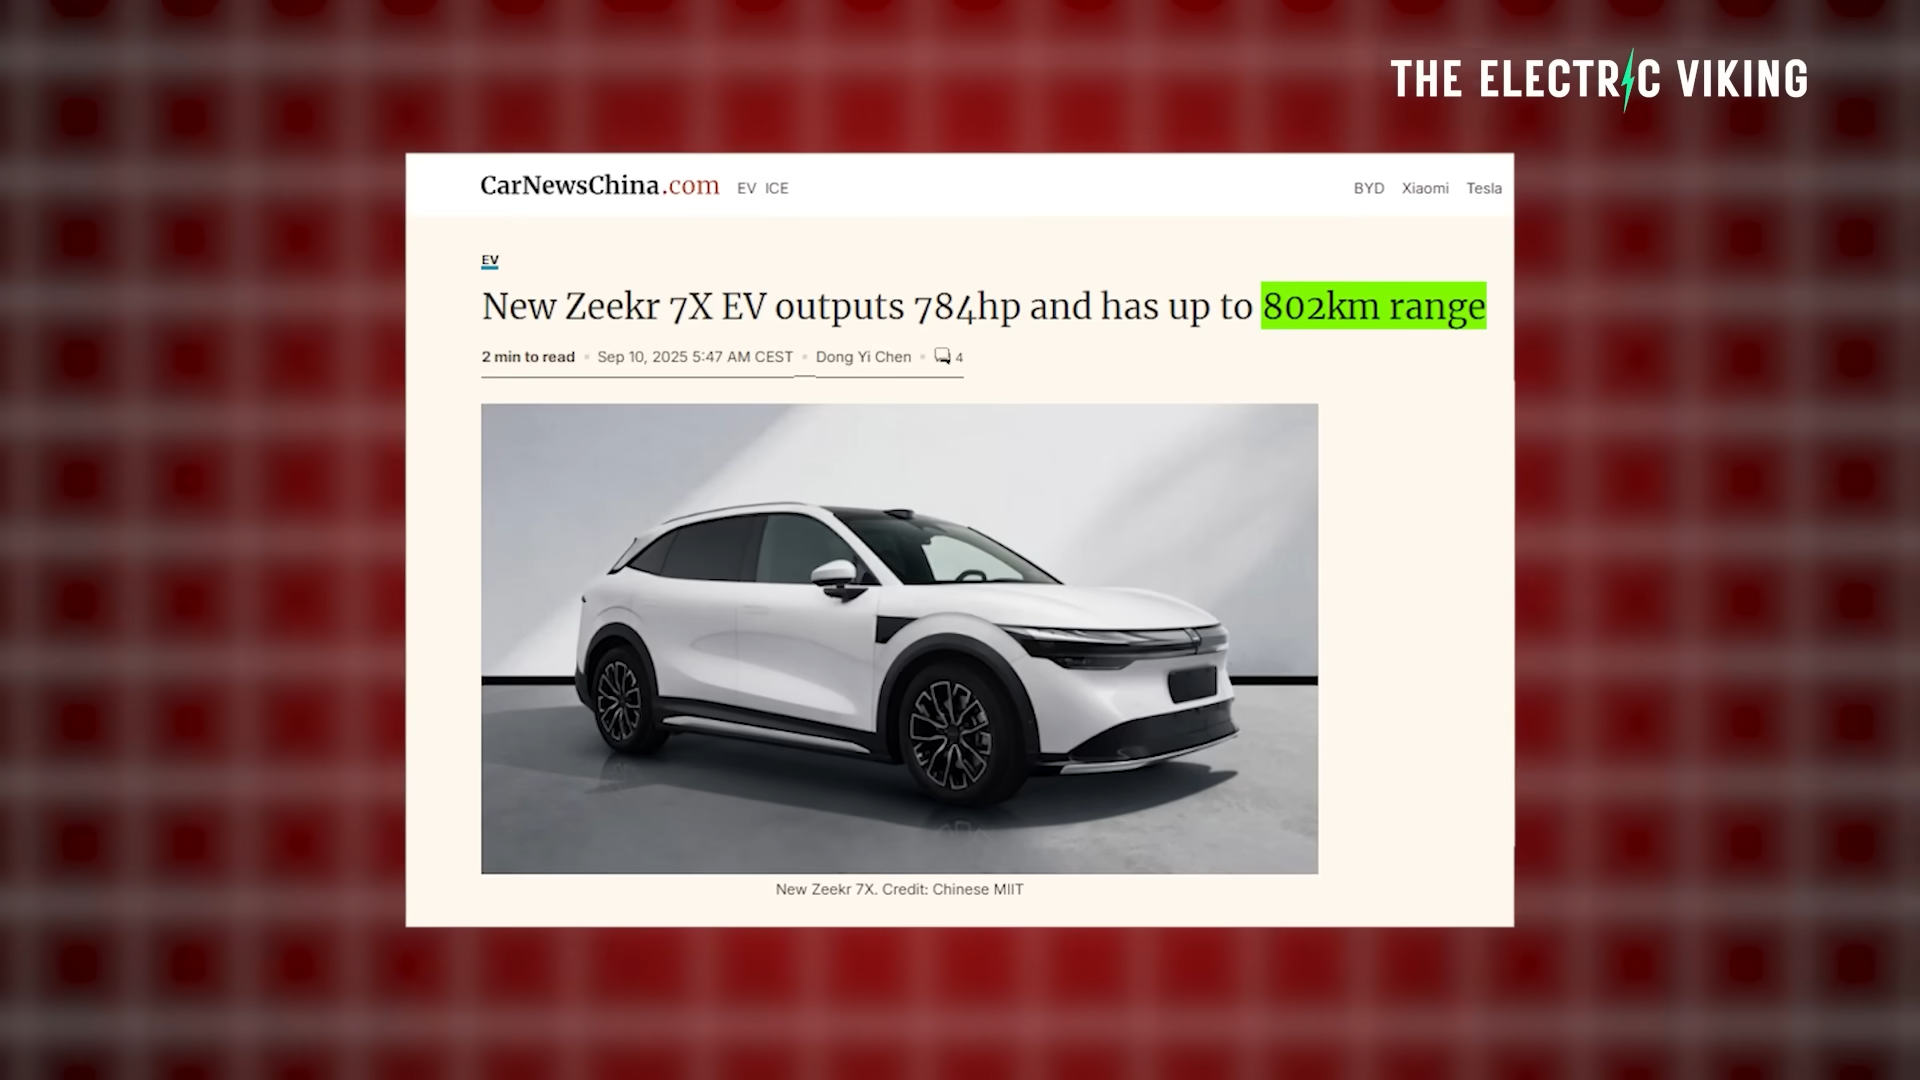 THE ELECTRIC VIKING
CarNewsChina.com EV ICE BYD Xiaomi Tesla
EV
New Zeekr 7X EV outputs 784hp and has up to 802km range
2 min to read • Sep 10, 2025 5:47 AM CEST • Dong Yi Chen • 4
New Zeekr 7X. Credit: Chinese MIIT